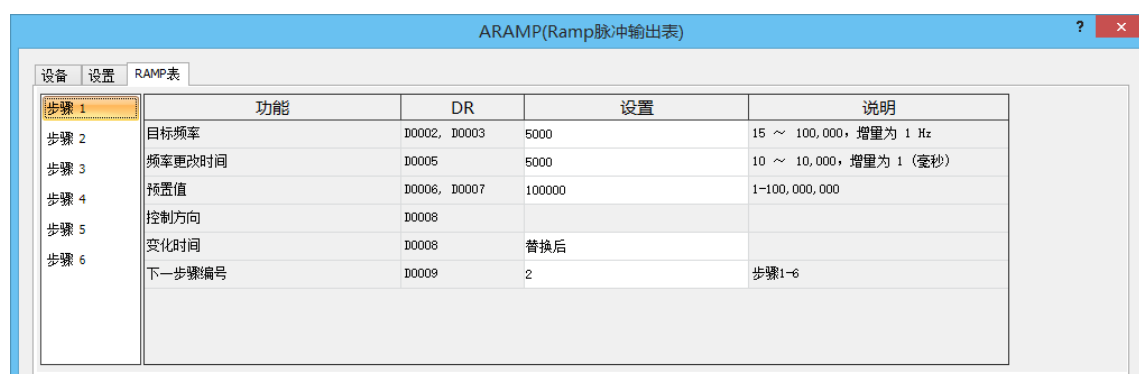 ARAMP(Ramp脉冲输出表)
? ×
设备 设置 RAMP表
步骤 1
步骤 2
步骤 3
步骤 4
步骤 5
步骤 6
功能 DR 设置 说明
目标频率 D0002, D0003 5000 15 ～ 100,000，增量为 1 Hz
频率更改时间 D0005 5000 10 ～ 10,000，增量为 1 (毫秒)
预置值 D0006, D0007 100000 1-100,000,000
控制方向 D0008
变化时间 D0008 替换后
下一步骤编号 D0009 2 步骤1-6